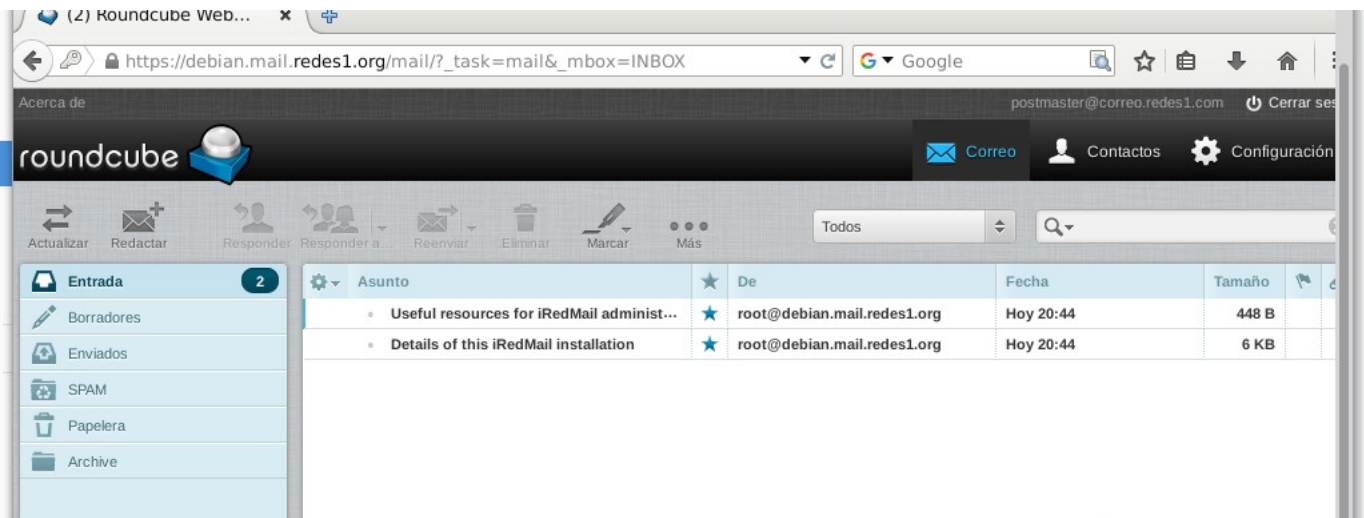 (2) Roundcube Web...
https://debian.mail.redes1.org/mail/?_task=mail&_mbox=INBOX
Google
Acerca de
postmaster@correo.redes1.com Cerrar ses
roundcube
Correo Contactos Configuración
Actualizar Redactar Responder Responder a... Reenviar Eliminar Marcar Más
Todos
Entrada 2
Borradores
Enviados
SPAM
Papelera
Archive
Asunto De Fecha Tamaño
Useful resources for iRedMail administ... root@debian.mail.redes1.org Hoy 20:44 448 B
Details of this iRedMail installation root@debian.mail.redes1.org Hoy 20:44 6 KB